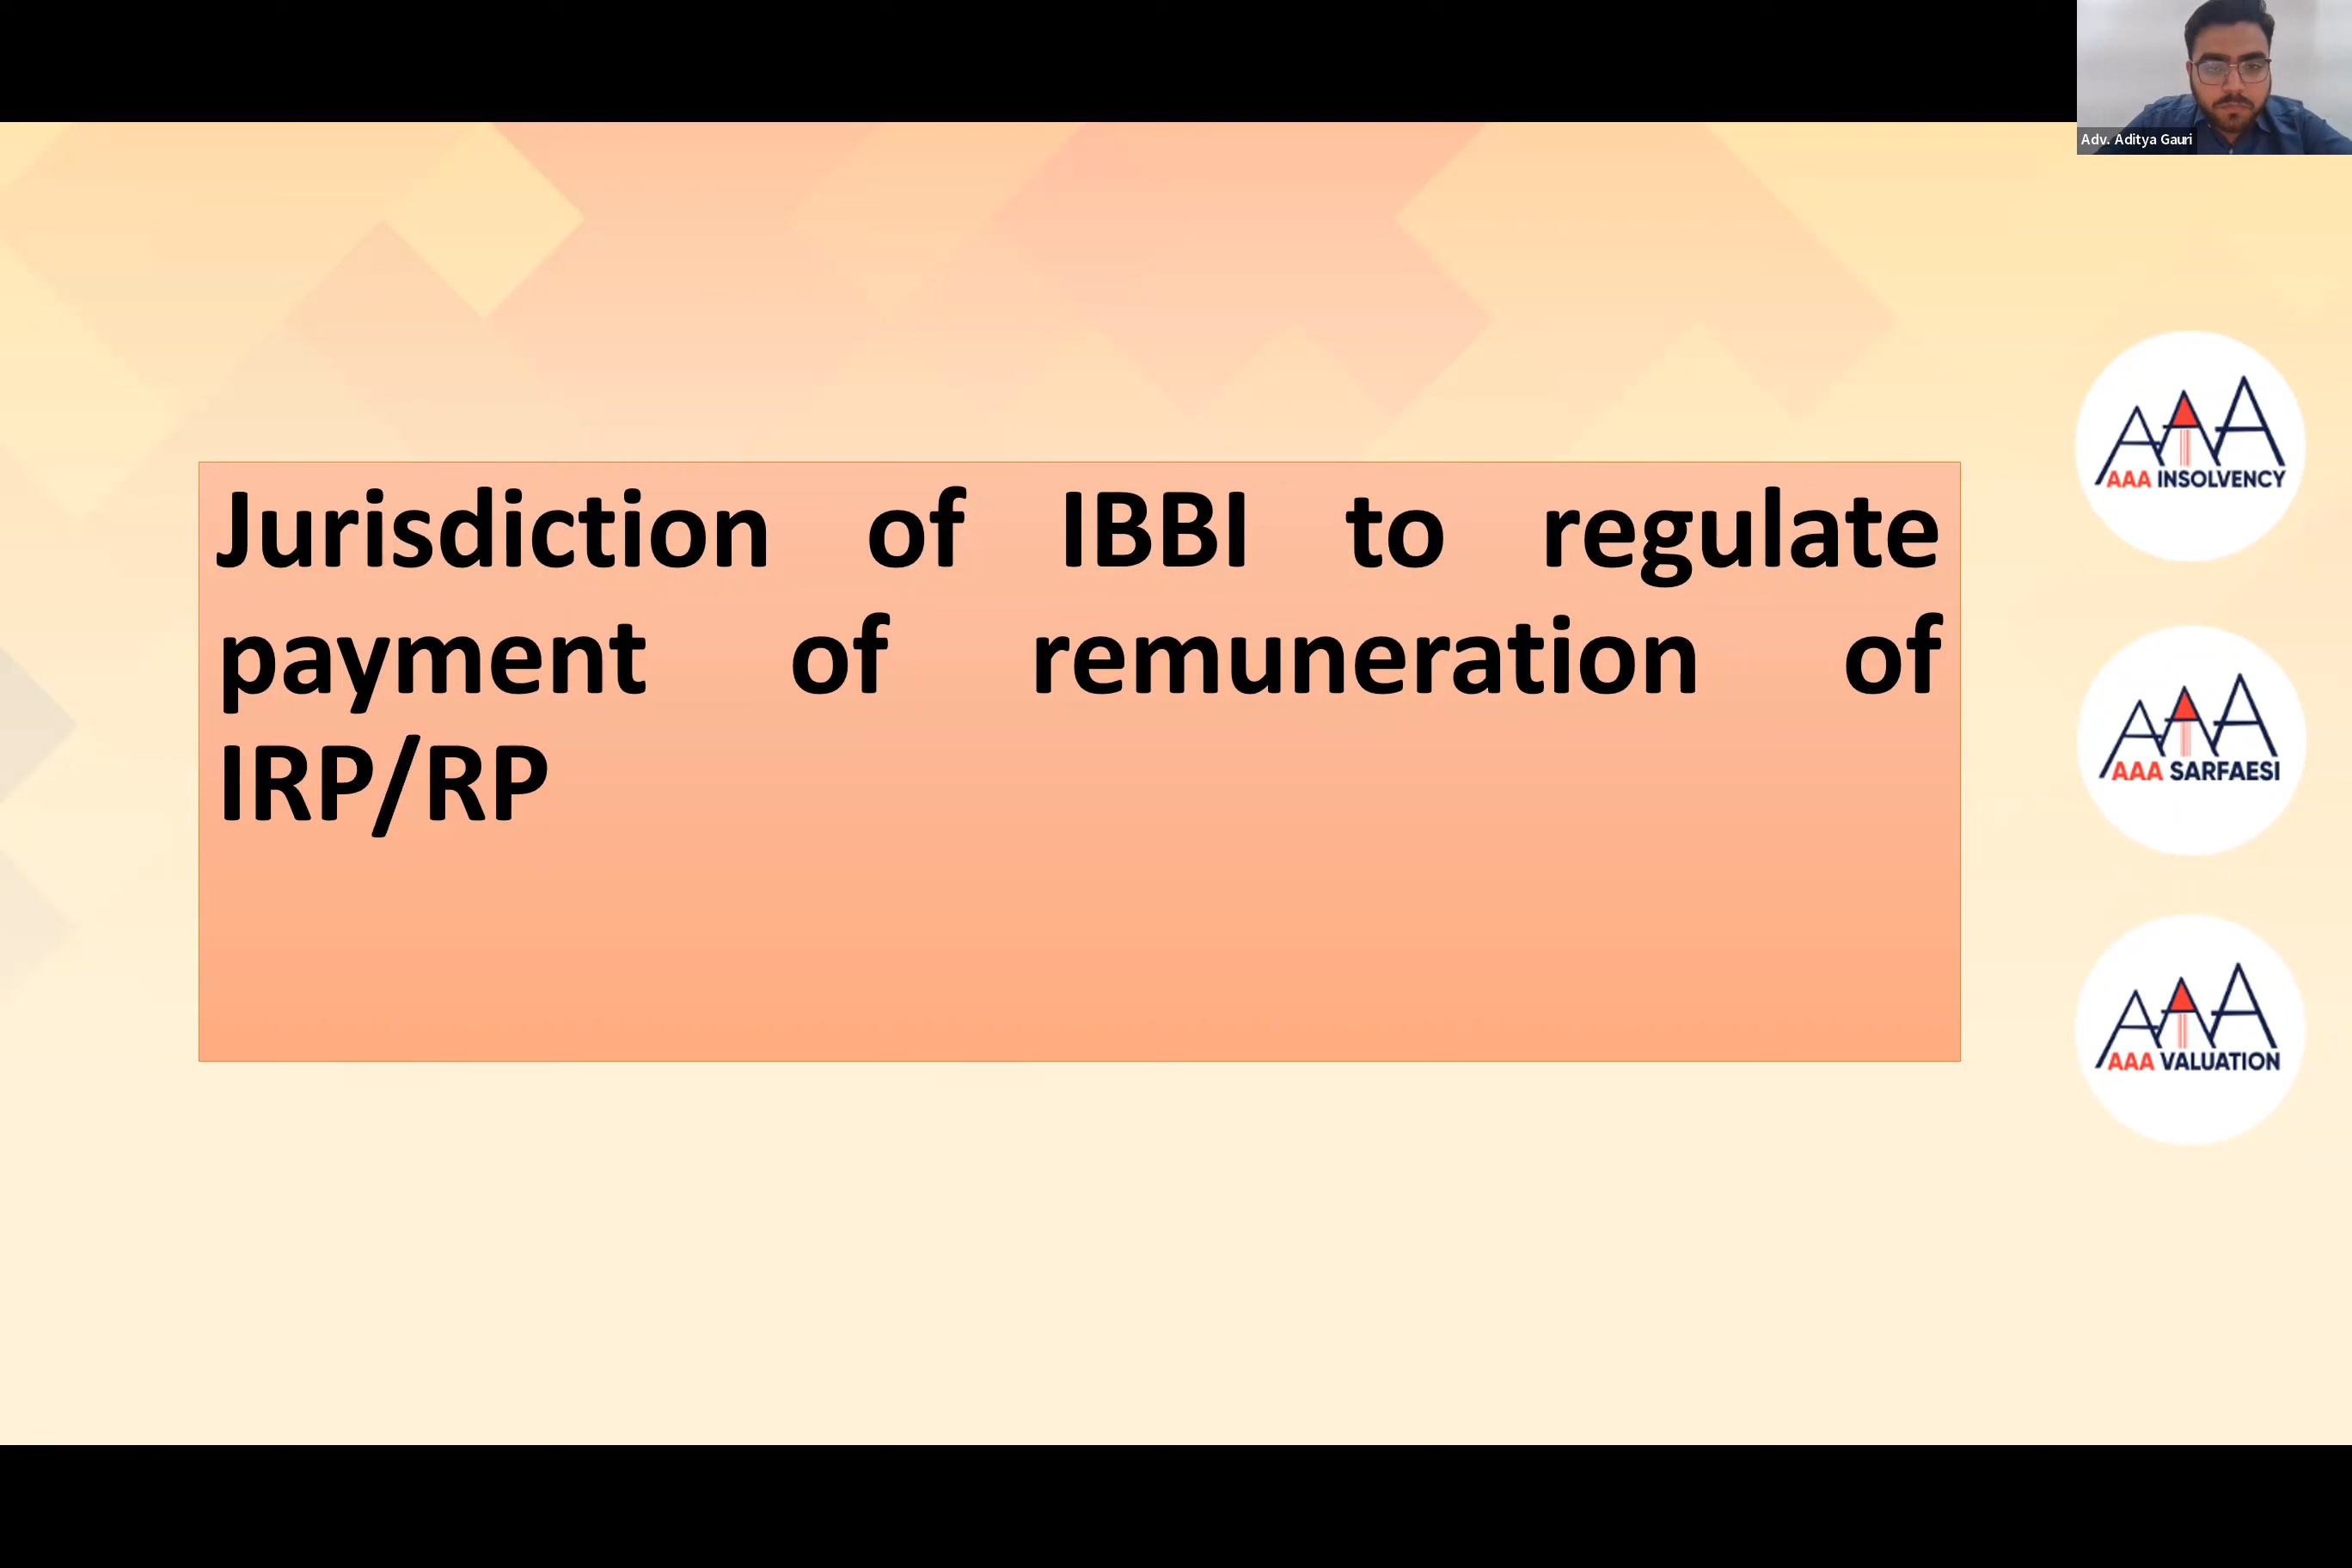 Adv. Aditya Gauri
Jurisdiction of IBBI to regulate
payment of remuneration of
IRP/RP
AAA INSOLVENCY
AAA SARFAESI
AAA VALUATION